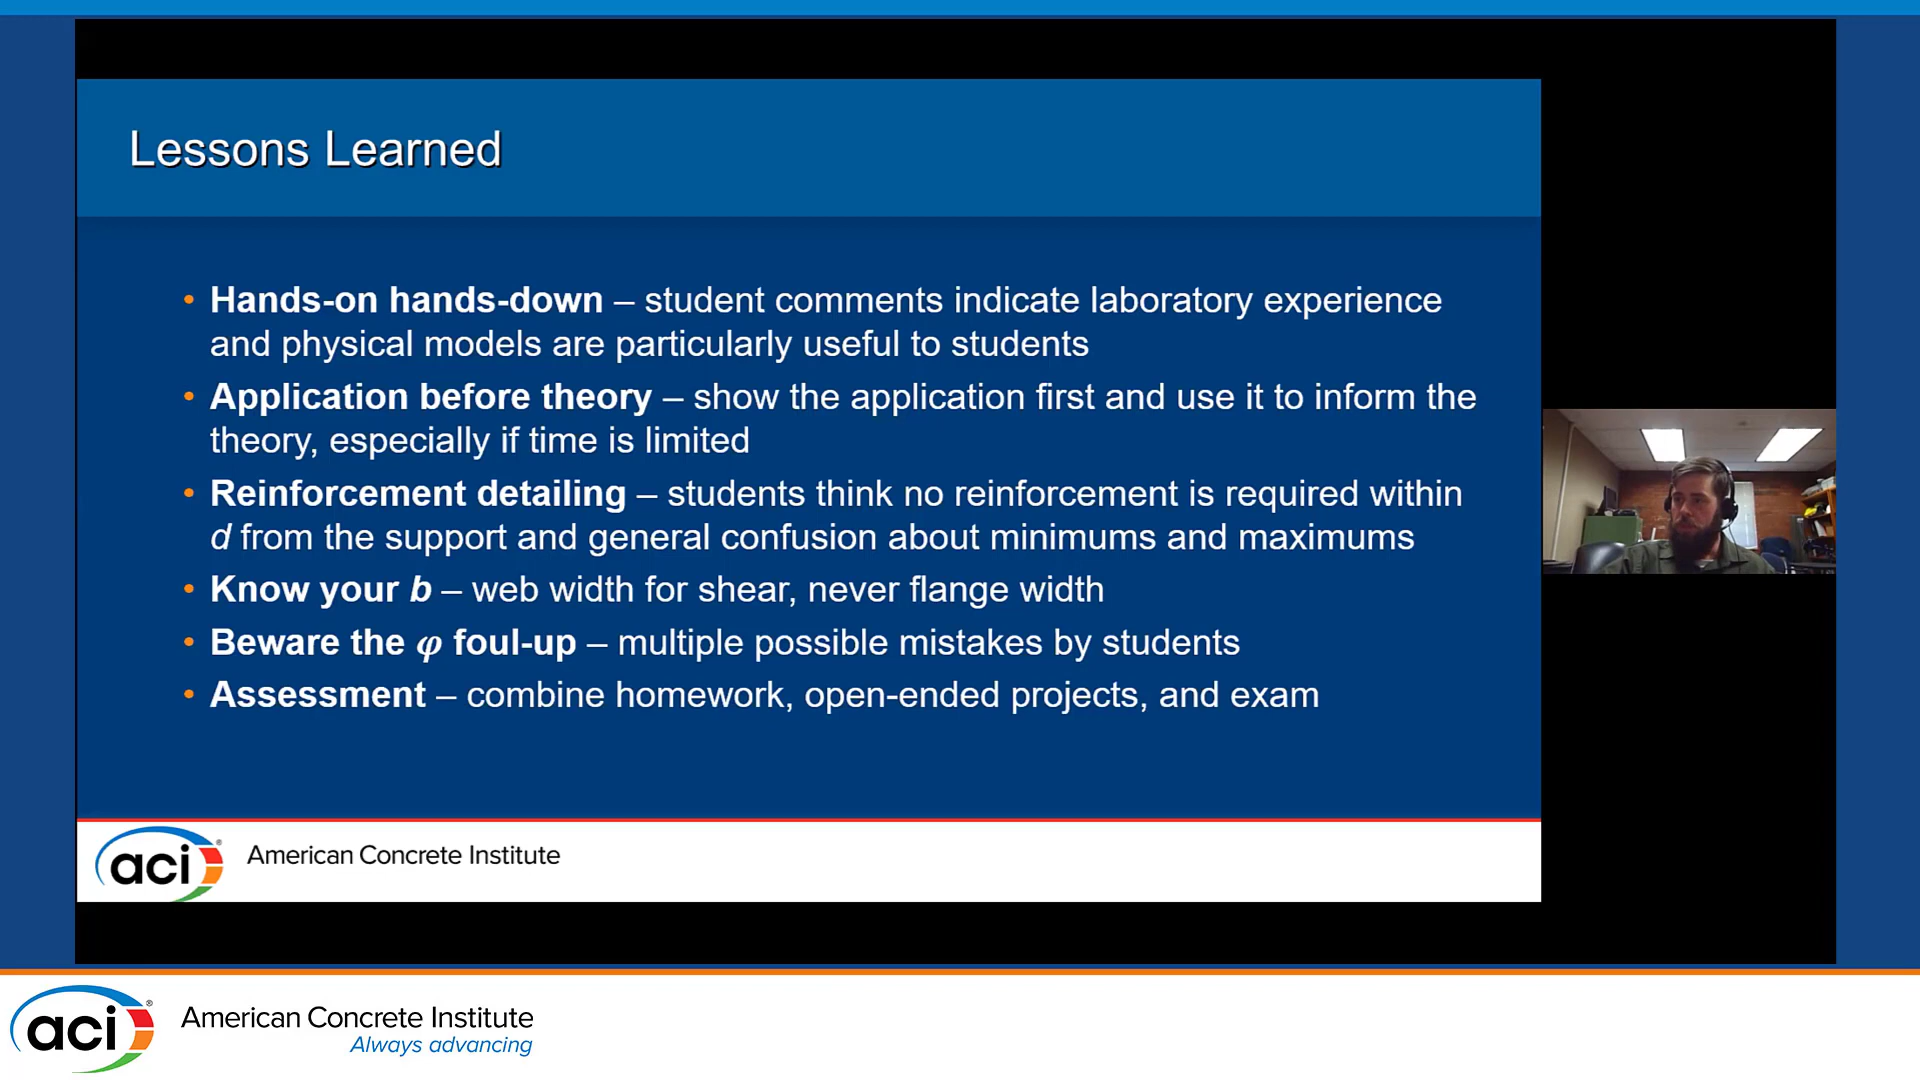 Lessons Learned
• Hands-on hands-down – student comments indicate laboratory experience
and physical models are particularly useful to students
• Application before theory – show the application first and use it to inform the
theory, especially if time is limited
• Reinforcement detailing – students think no reinforcement is required within
d from the support and general confusion about minimums and maximums
• Know your b – web width for shear, never flange width
• Beware the φ foul-up – multiple possible mistakes by students
• Assessment – combine homework, open-ended projects, and exam
aci® American Concrete Institute
aci® American Concrete Institute
Always advancing